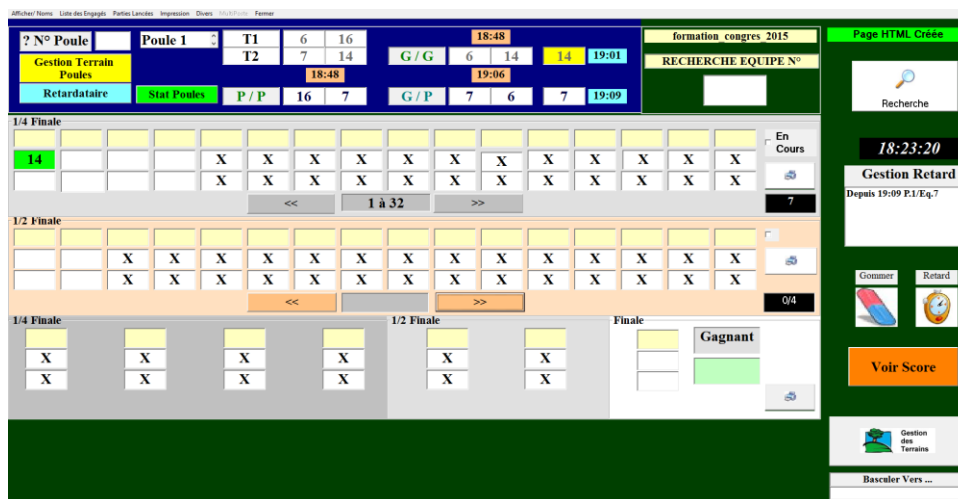 Afficher/ Noms Liste des Engagés Parties Lancées Impression Divers MultiPoste Fermer
? N° Poule Poule 1 T1 6 16 18:48 formation_congres_2015 Page HTML Créée
T2 7 14 G / G 6 14 14 19:01 RECHERCHE EQUIPE N°
Gestion Terrain Poules 18:48 19:06
Retardataire Stat Poules P / P 16 7 G / P 7 6 7 19:09
Recherche
1/4 Finale
En Cours
14 X X X X X X X X X X X X
X X X X X X X X X X X X
18:23:20
<< 1 à 32 >> 7
Gestion Retard
Depuis 19:09 P.1/Eq.7
1/2 Finale
X X X X X X X X X X X X X X
X X X X X X X X X X X X X X
<< >> 0/4
Gommer Retard
1/4 Finale 1/2 Finale Finale
Gagnant
X X X X X X
X X X X X X
Voir Score
Gestion des Terrains
Basculer Vers ...